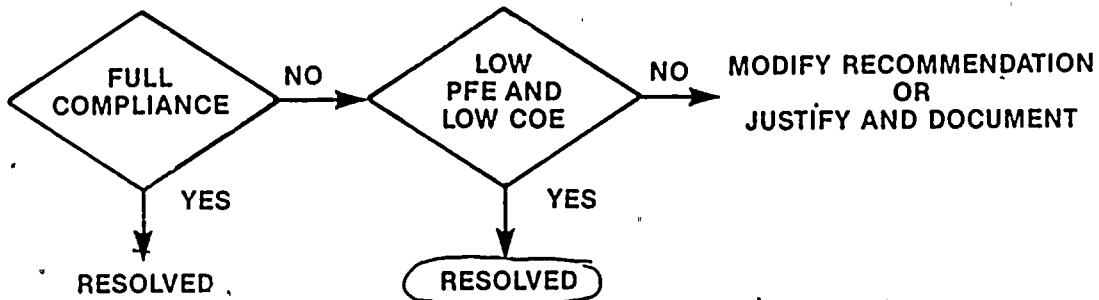 FULL
COMPLIANCE
NO
LOW
PFE AND
LOW COE
NO
MODIFY RECOMMENDATION
OR
JUSTIFY AND DOCUMENT
YES
YES
RESOLVED
RESOLVED